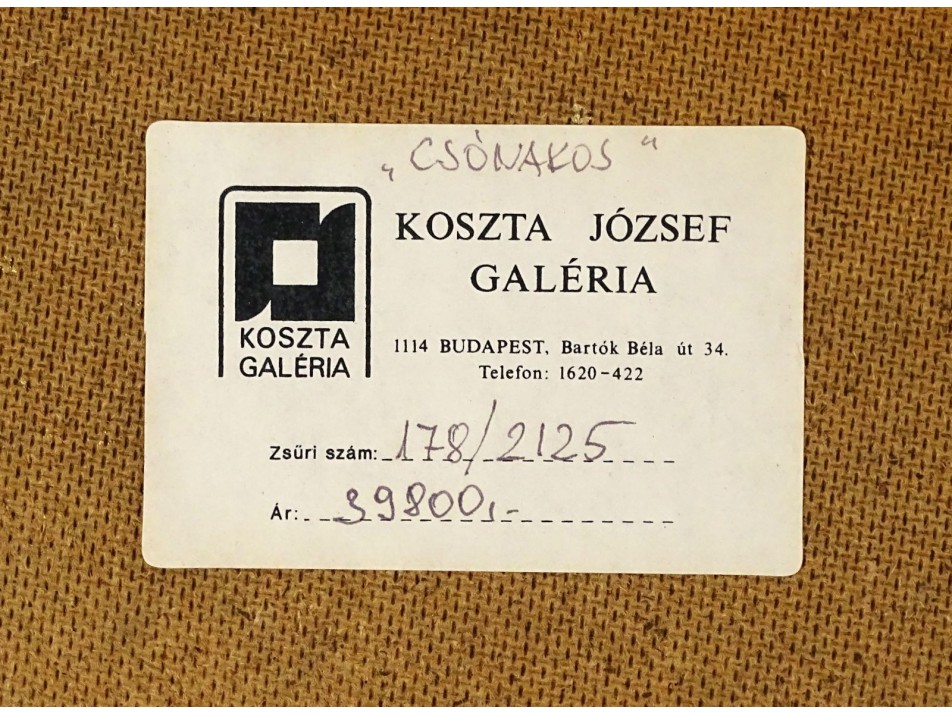 „CSÓNAKOS"
KOSZTA JÓZSEF
GALÉRIA
KOSZTA
GALÉRIA
1114 BUDAPEST, Bartók Béla út 34.
Telefon: 1620-422
Zsűri szám: 178/2125
Ár: 39800,-